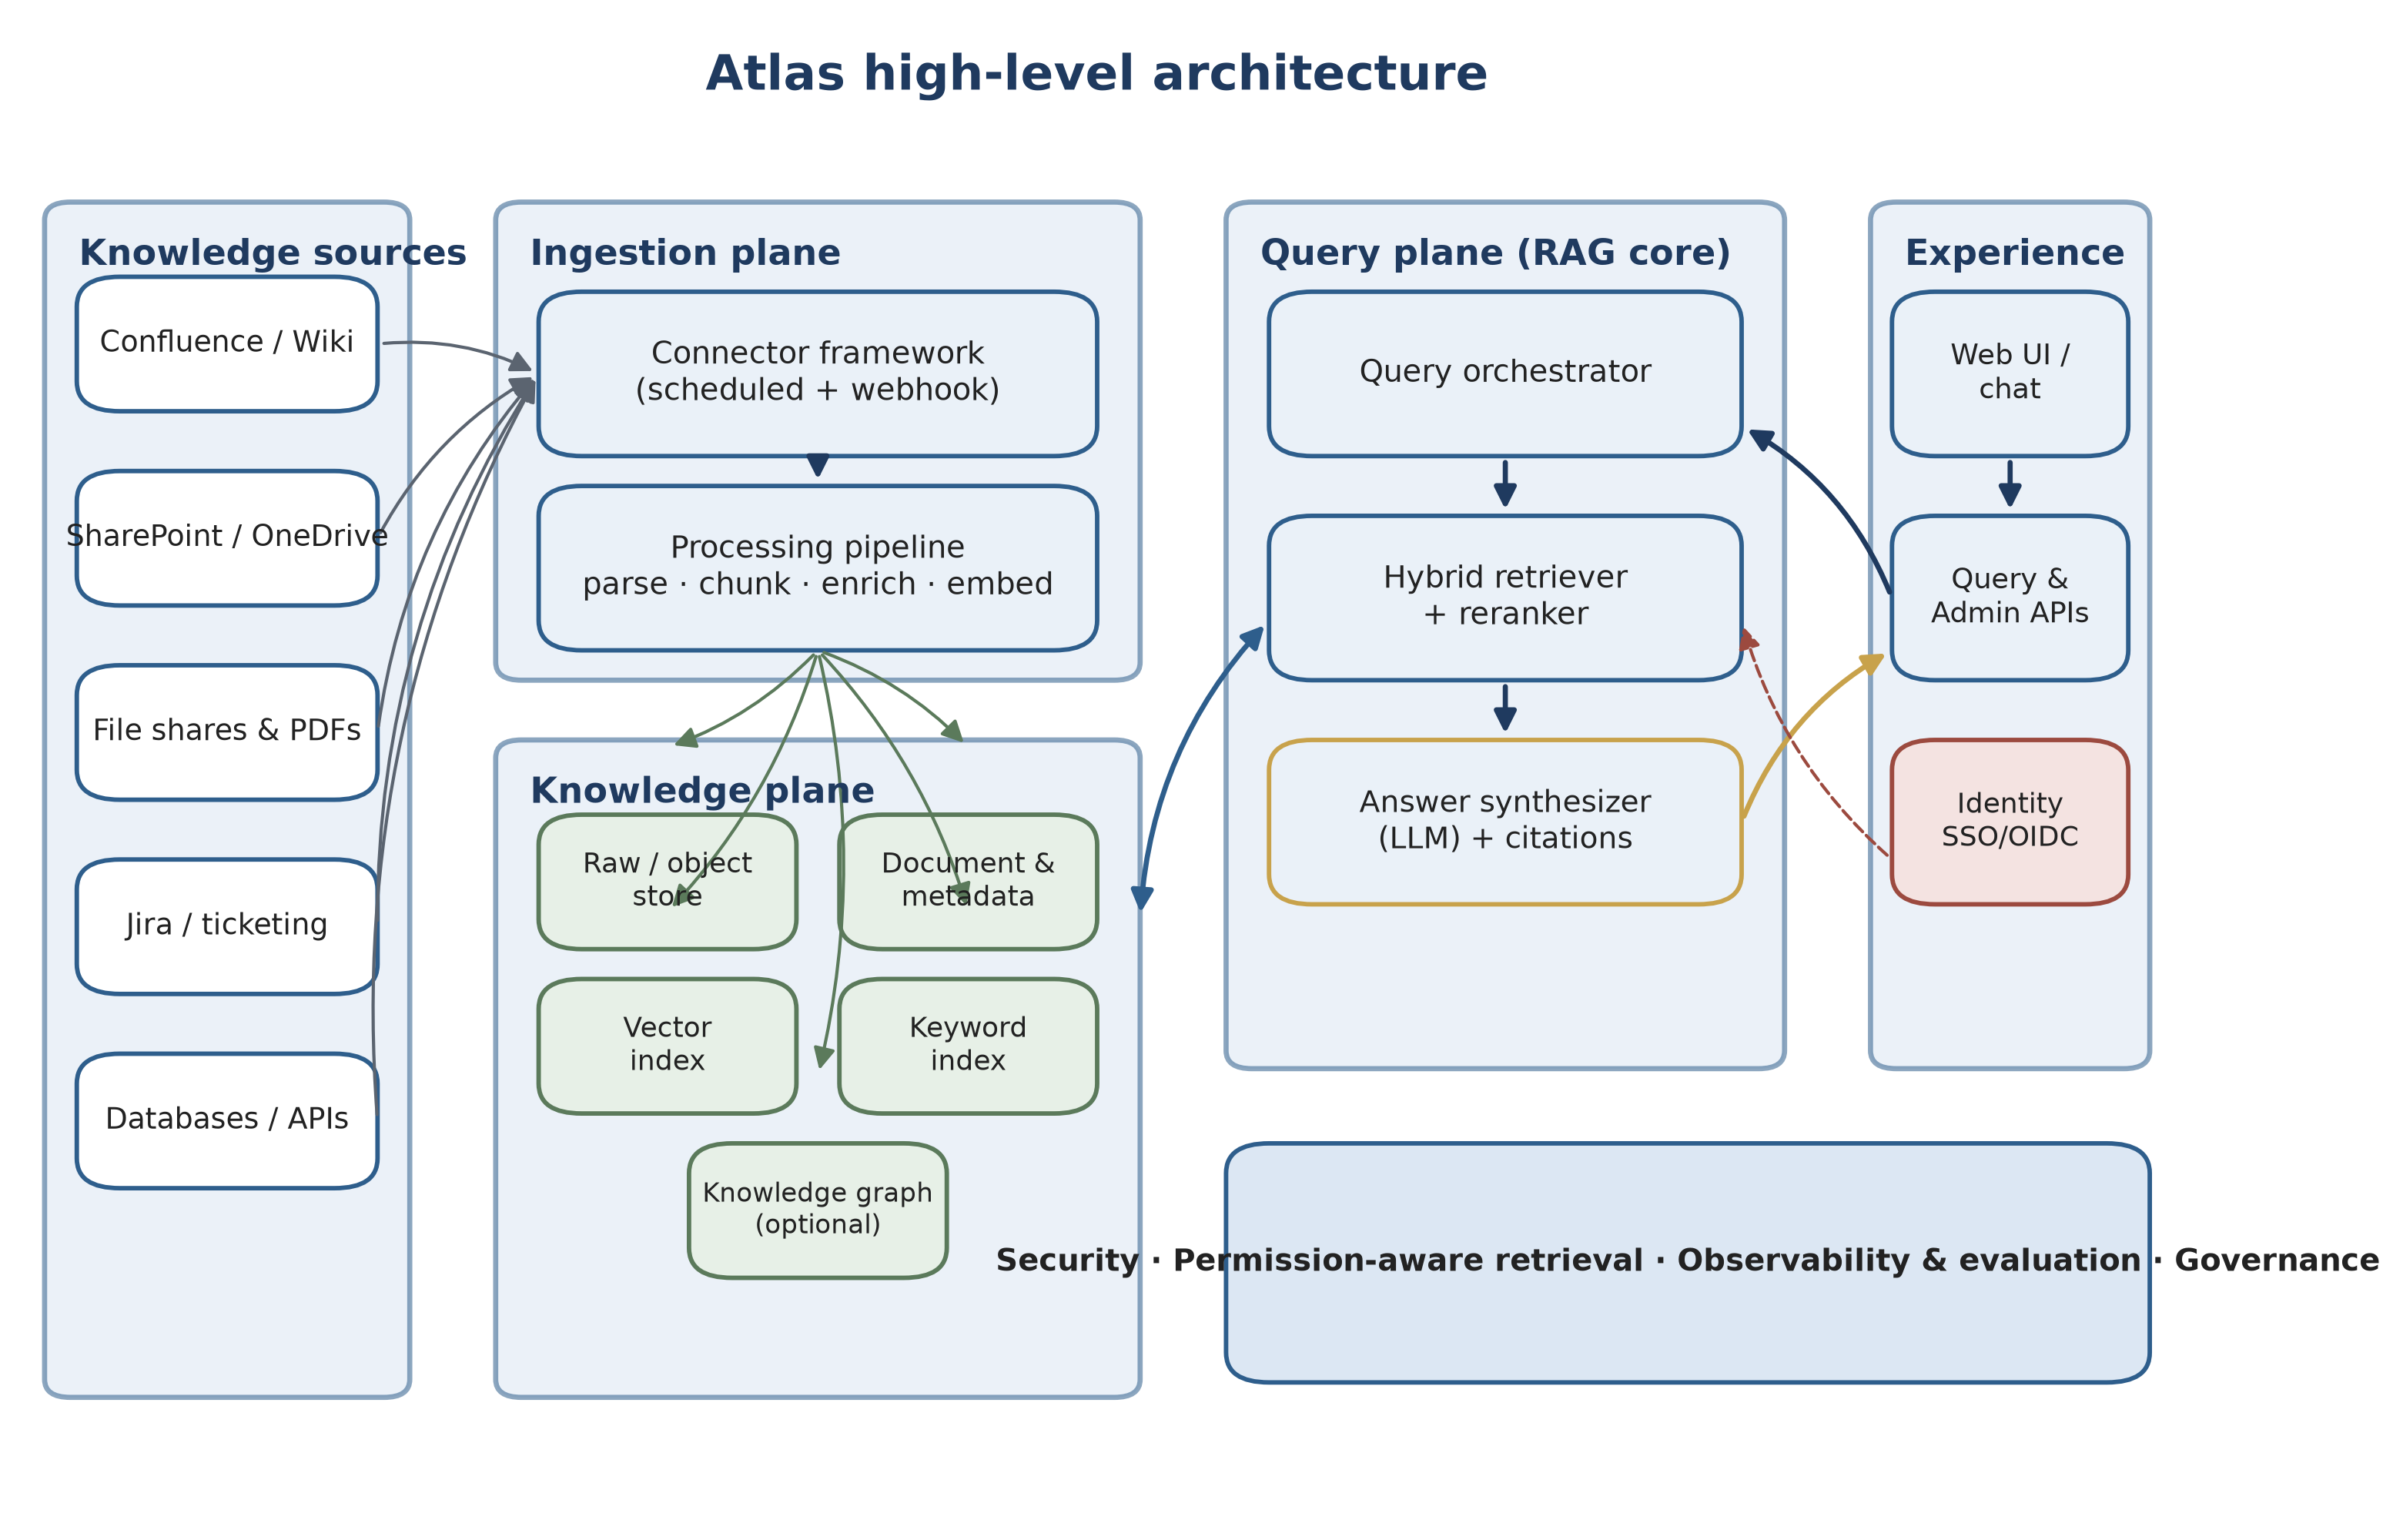 Atlas high-level architecture
Knowledge sources
Confluence / Wiki
SharePoint / OneDrive
File shares & PDFs
Jira / ticketing
Databases / APIs
Ingestion plane
Connector framework
(scheduled + webhook)
Processing pipeline
parse · chunk · enrich · embed
Knowledge plane
Raw / object
store
Document &
metadata
Vector
index
Keyword
index
Knowledge graph
(optional)
Query plane (RAG core)
Query orchestrator
Hybrid retriever
+ reranker
Answer synthesizer
(LLM) + citations
Experience
Web UI /
chat
Query &
Admin APIs
Identity
SSO/OIDC
Security · Permission-aware retrieval · Observability & evaluation · Governance